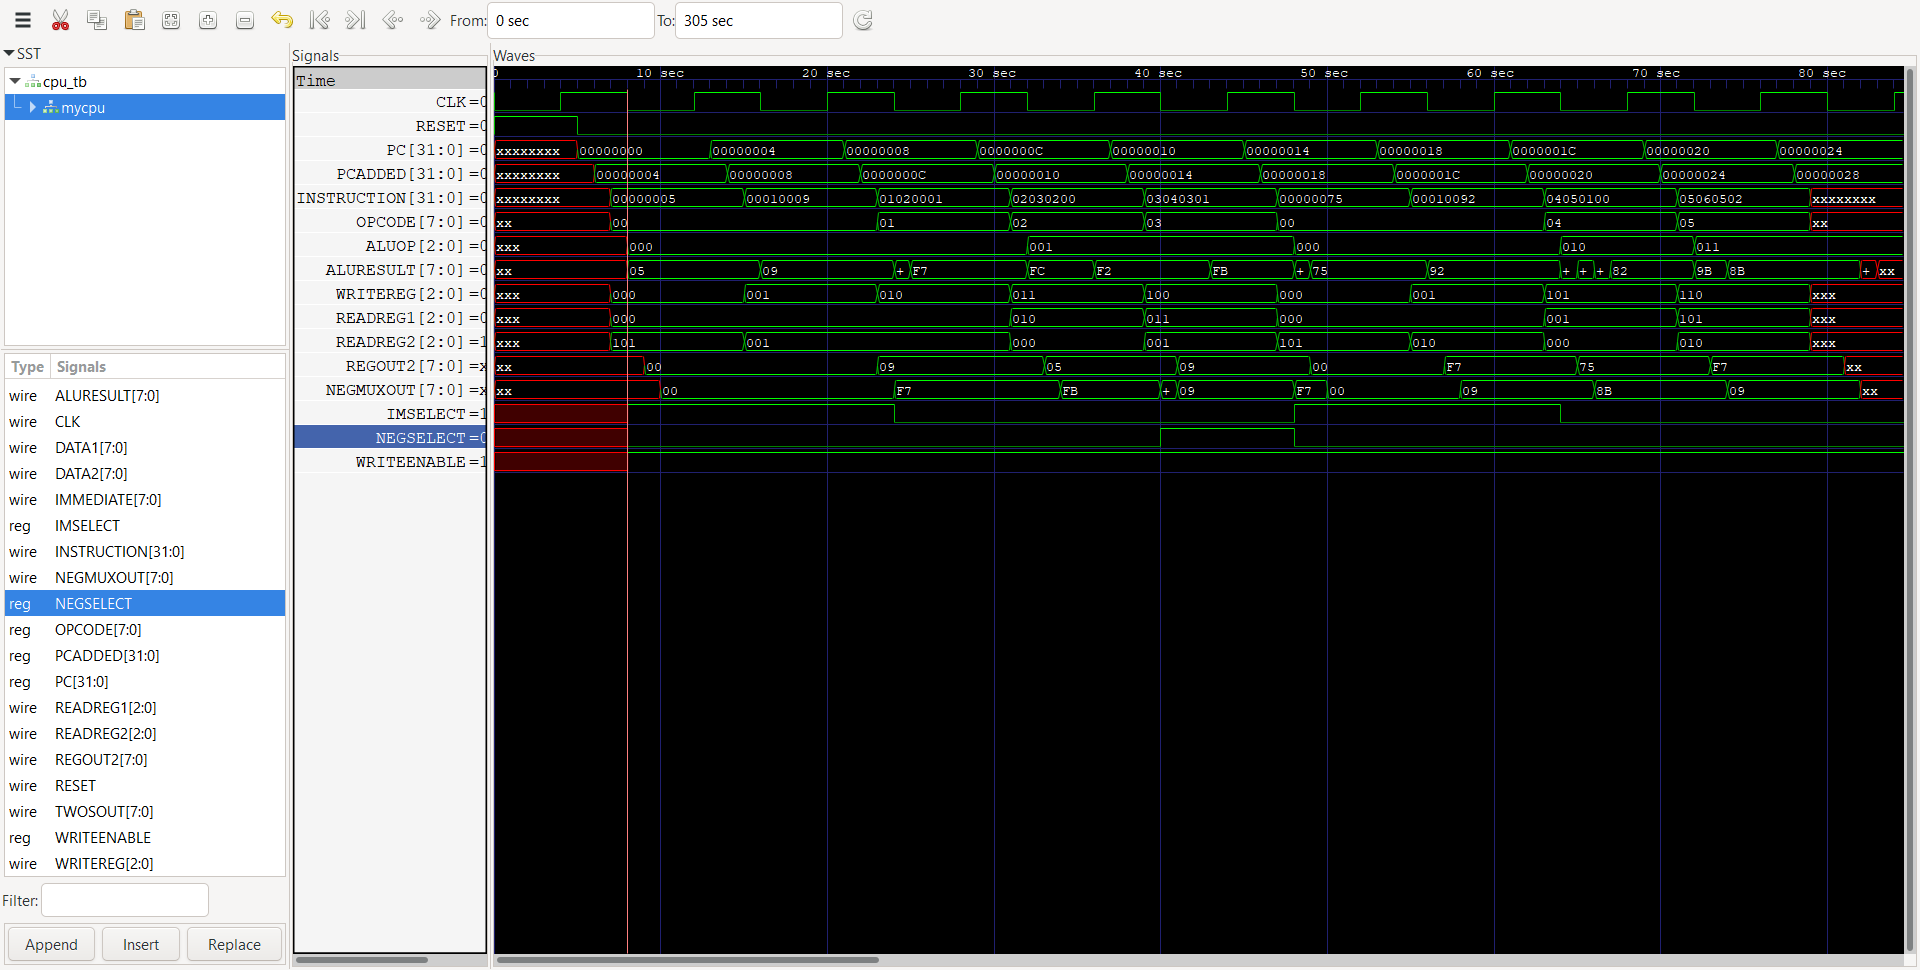 From: 0 sec To: 305 sec
SST
cpu_tb
mycpu
Type Signals
wire ALURESULT[7:0]
wire CLK
wire DATA1[7:0]
wire DATA2[7:0]
wire IMMEDIATE[7:0]
reg IMSELECT
wire INSTRUCTION[31:0]
wire NEGMUXOUT[7:0]
reg NEGSELECT
reg OPCODE[7:0]
reg PCADDED[31:0]
reg PC[31:0]
wire READREG1[2:0]
wire READREG2[2:0]
wire REGOUT2[7:0]
wire RESET
wire TWOSOUT[7:0]
reg WRITEENABLE
wire WRITEREG[2:0]
Filter:
Append Insert Replace
Signals
Time
CLK=0
RESET=0
PC[31:0]=0
PCADDED[31:0]=0
INSTRUCTION[31:0]=0
OPCODE[7:0]=0
ALUOP[2:0]=0
ALURESULT[7:0]=0
WRITEREG[2:0]=0
READREG1[2:0]=0
READREG2[2:0]=1
REGOUT2[7:0]=x
NEGMUXOUT[7:0]=x
IMSELECT=1
NEGSELECT=0
WRITEENABLE=1
Waves
0 10 sec 20 sec 30 sec 40 sec 50 sec 60 sec 70 sec 80 sec
xxxxxxxx 00000000 00000004 00000008 0000000C 00000010 00000014 00000018 0000001C 00000020 00000024
xxxxxxxx 00000004 00000008 0000000C 00000010 00000014 00000018 0000001C 00000020 00000024 00000028
xxxxxxxx 00000005 00010009 01020001 02030200 03040301 00000075 00010092 04050100 05060502 xxxxxxxx
xx 00 01 02 03 00 04 05 xx
xxx 000 001 000 010 011
xx 05 09 + F7 FC F2 FB + 75 92 + + + 82 9B 8B + xx
xxx 000 001 010 011 100 000 001 101 110 xxx
xxx 000 010 011 000 001 101 xxx
xxx 101 001 000 001 101 010 000 010 xxx
xx 00 09 05 09 00 F7 75 F7 xx
xx 00 F7 FB + 09 F7 00 09 8B 09 xx